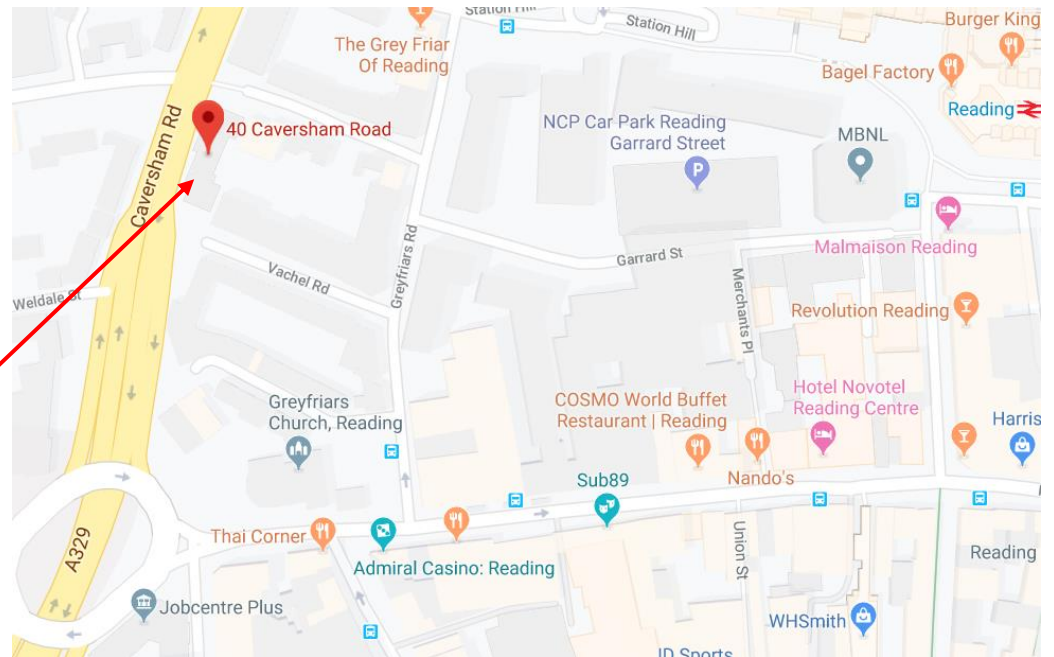 Station Hill
Station Hill
Burger King
The Grey Friar
Of Reading
Bagel Factory
Reading
Caversham Rd
40 Caversham Road
NCP Car Park Reading
Garrard Street
P
MBNL
Greyfriars Rd
Garrard St
Malmaison Reading
Vachel Rd
Weldale St
Merchants Pl
Revolution Reading
Greyfriars
Church, Reading
COSMO World Buffet
Restaurant | Reading
Hotel Novotel
Reading Centre
Harris
Nando's
Sub89
A329
Thai Corner
Admiral Casino: Reading
Union St
Reading
Jobcentre Plus
WHSmith
JD Sports